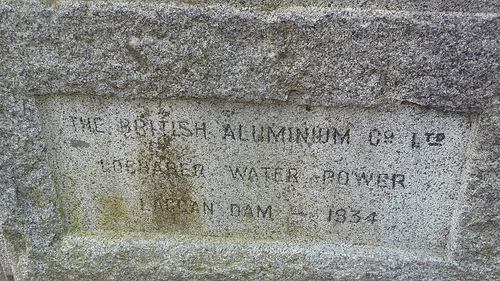 THE BRITISH ALUMINIUM Cº LTD
LOCHABER WATER POWER
LAGGAN DAM - 1934